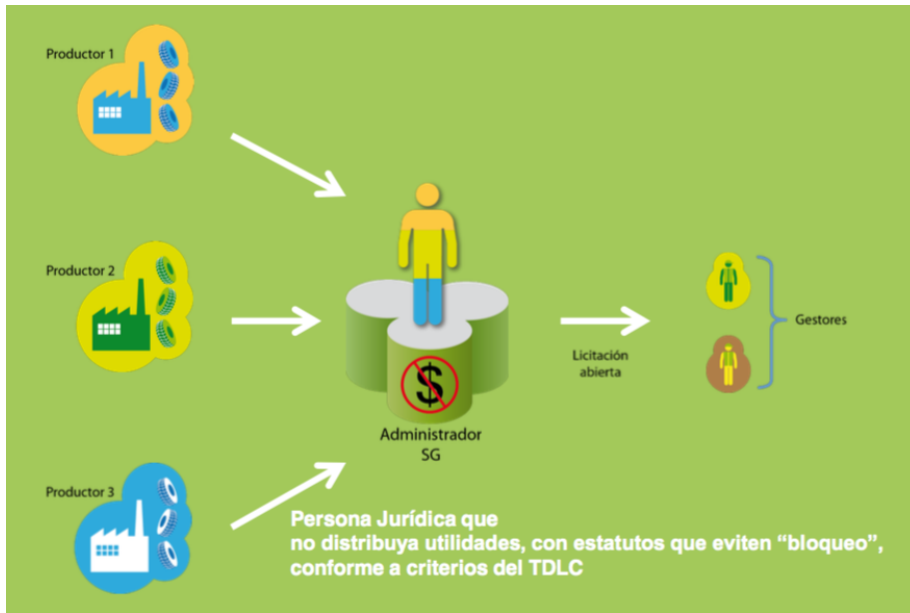 Productor 1
Productor 2
Productor 3
$
Administrador
SG
Licitación
abierta
Gestores
Persona Jurídica que
no distribuya utilidades, con estatutos que eviten “bloqueo”,
conforme a criterios del TDLC